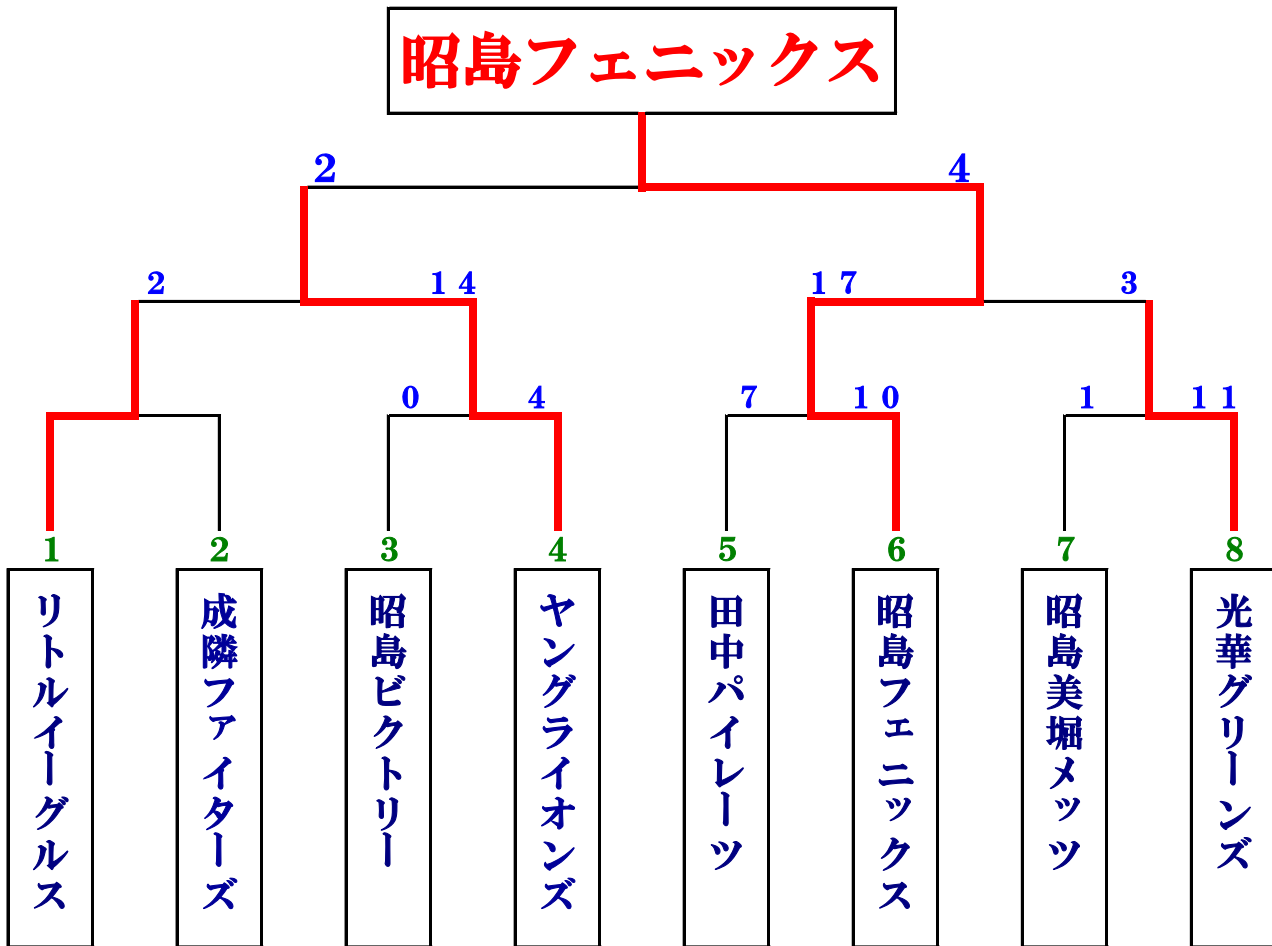 昭島フェニックス
2 4
2 14 17 3
0 4 7 10 1 11
1 2 3 4 5 6 7 8
リトルイーグルス
成隣ファイターズ
昭島ビクトリー
ヤングライオンズ
田中パイレーツ
昭島フェニックス
昭島美堀メッツ
光華グリーンズ